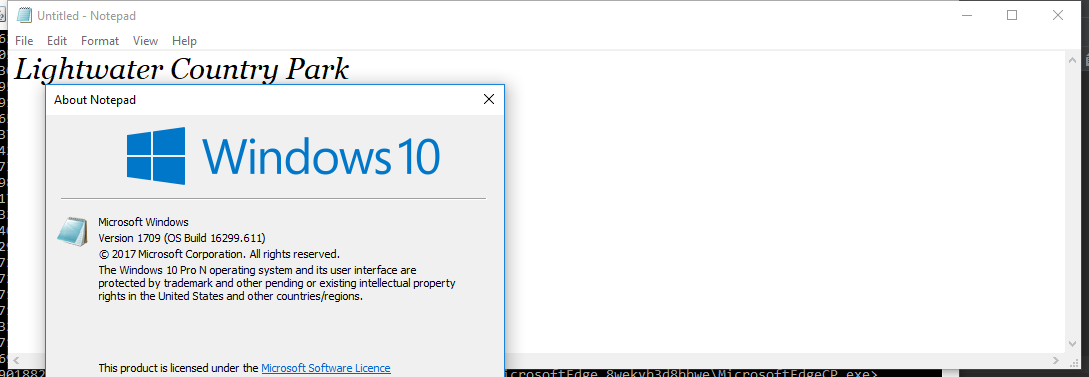 Untitled - Notepad
File Edit Format View Help
Lightwater Country Park
About Notepad
Windows 10
Microsoft Windows
Version 1709 (OS Build 16299.611)
© 2017 Microsoft Corporation. All rights reserved.
The Windows 10 Pro N operating system and its user interface are
protected by trademark and other pending or existing intellectual property
rights in the United States and other countries/regions.
This product is licensed under the Microsoft Software Licence